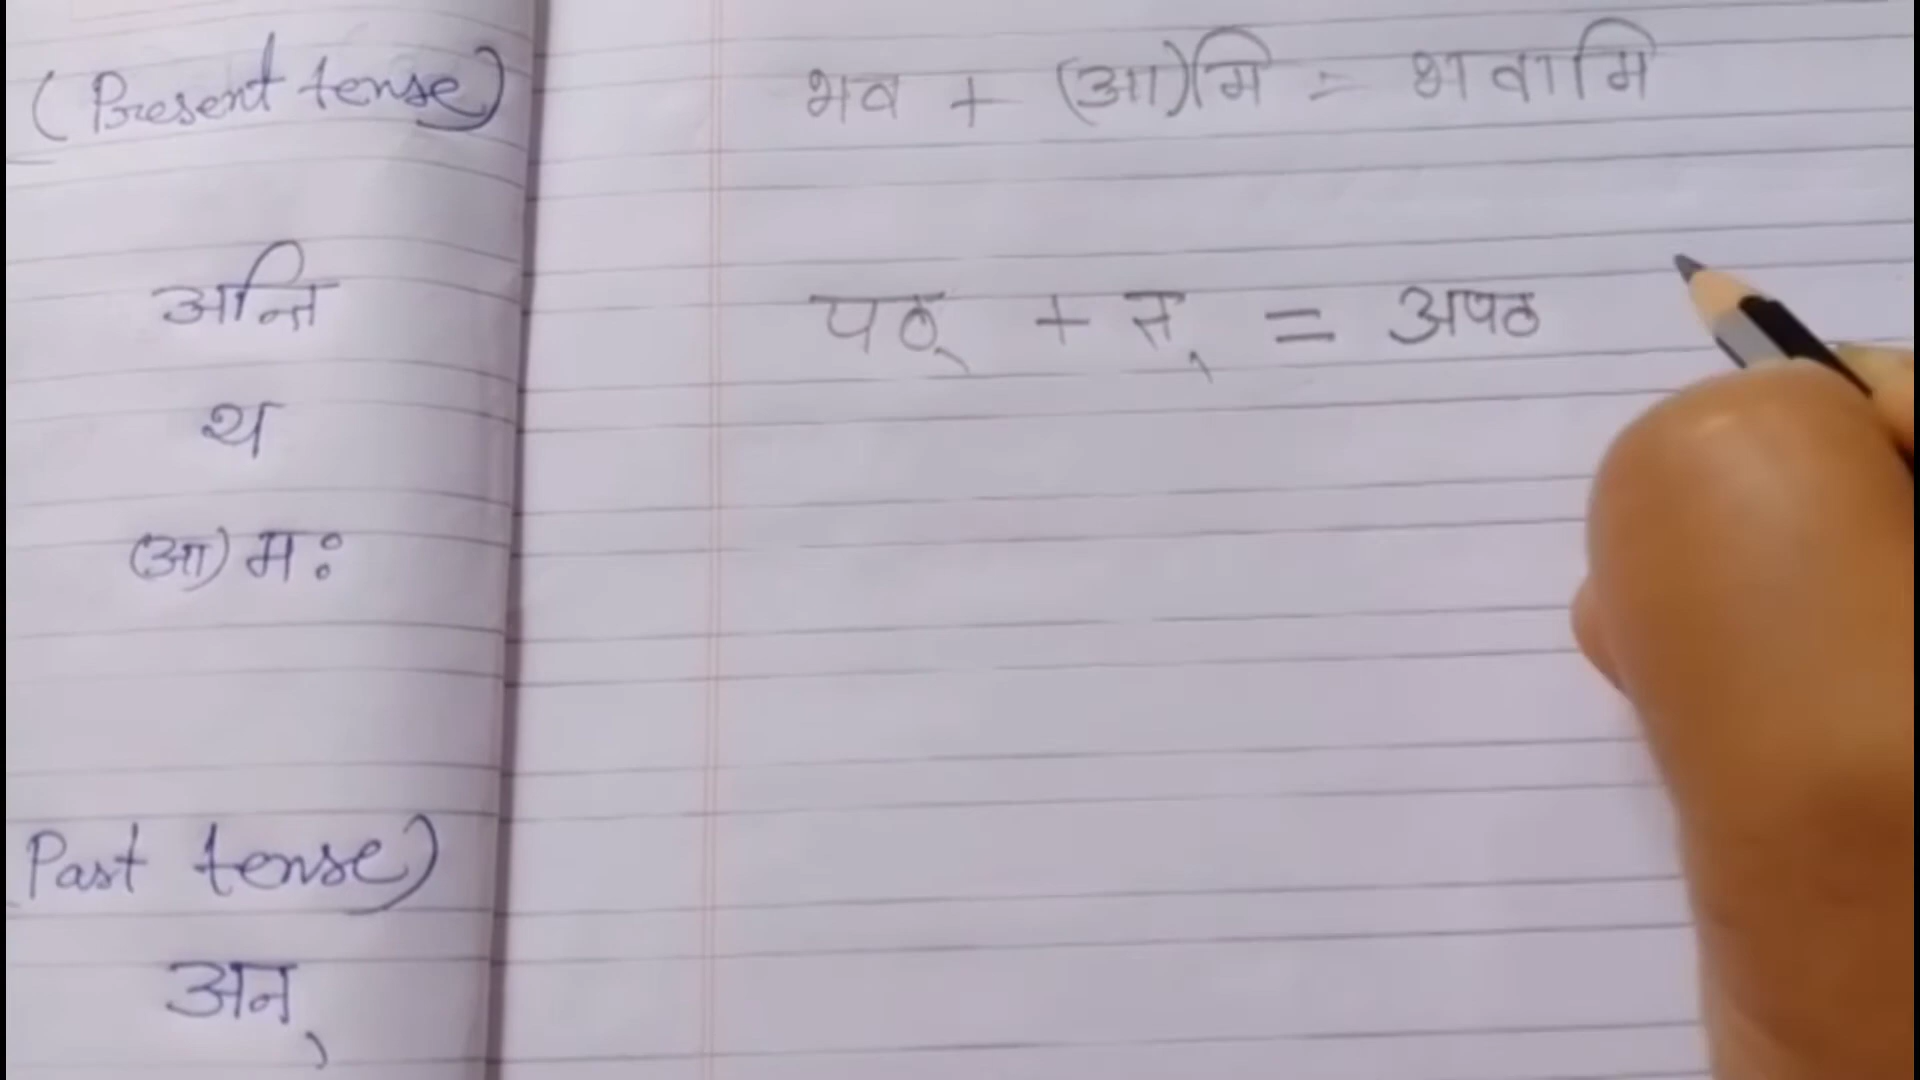 (Present tense)
अन्ति
थ
(आ) मः
Past tense)
अन्
भव + (आ)मि = भवामि
पठ् + त् = अपठ